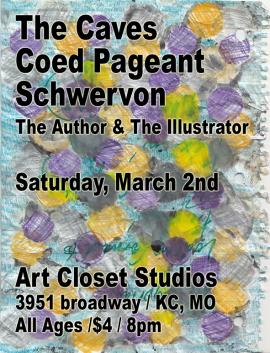 The Caves
Coed Pageant
Schwervon
The Author & The Illustrator
Saturday, March 2nd
Art Closet Studios
3951 broadway / KC, MO
All Ages /$4 / 8pm